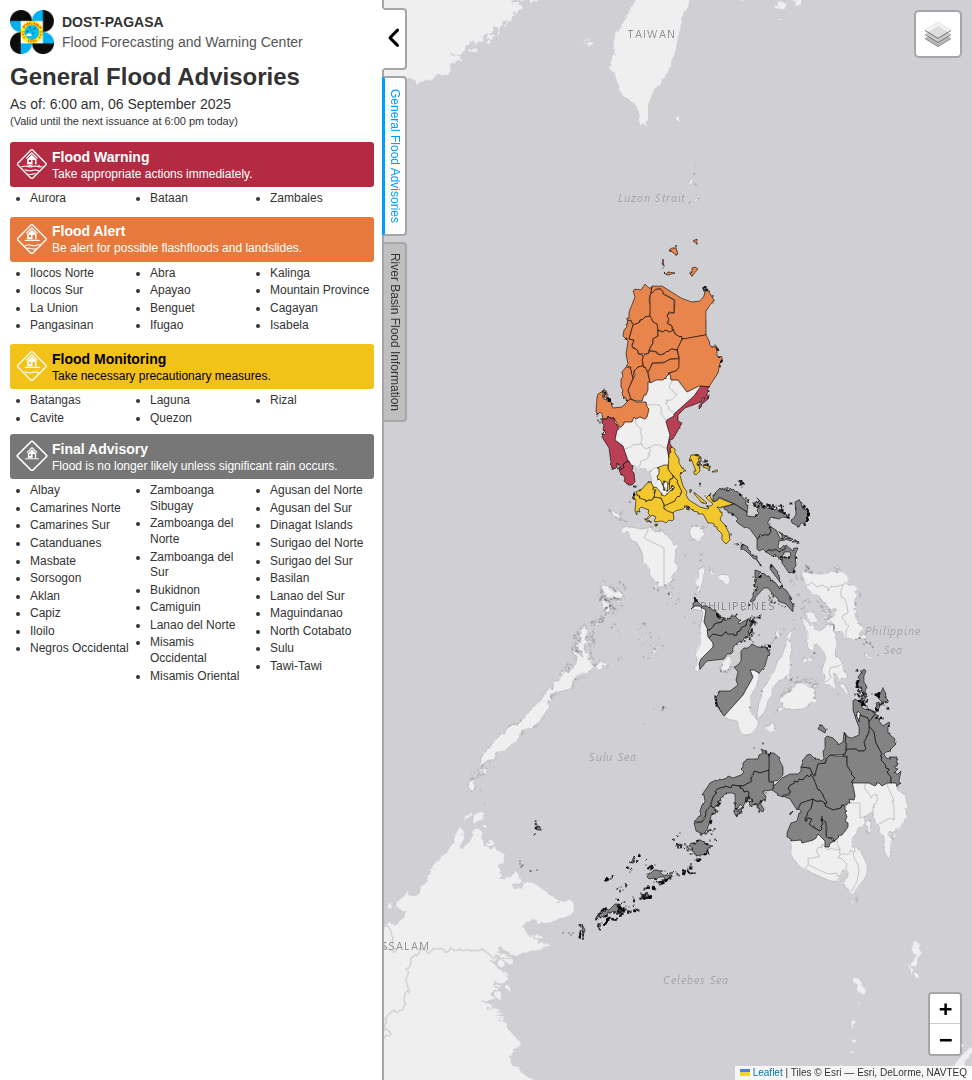 DOST-PAGASA
Flood Forecasting and Warning Center
General Flood Advisories
As of: 6:00 am, 06 September 2025
(Valid until the next issuance at 6:00 pm today)
Flood Warning
Take appropriate actions immediately.
Aurora
Bataan
Zambales
Flood Alert
Be alert for possible flashfloods and landslides.
Ilocos Norte
Ilocos Sur
La Union
Pangasinan
Abra
Apayao
Benguet
Ifugao
Kalinga
Mountain Province
Cagayan
Isabela
Flood Monitoring
Take necessary precautionary measures.
Batangas
Cavite
Laguna
Quezon
Rizal
Final Advisory
Flood is no longer likely unless significant rain occurs.
Albay
Camarines Norte
Camarines Sur
Catanduanes
Masbate
Sorsogon
Aklan
Capiz
Iloilo
Negros Occidental
Zamboanga
Sibugay
Zamboanga del
Norte
Zamboanga del
Sur
Bukidnon
Camiguin
Lanao del Norte
Misamis
Occidental
Misamis Oriental
Agusan del Norte
Agusan del Sur
Dinagat Islands
Surigao del Norte
Surigao del Sur
Basilan
Lanao del Sur
Maguindanao
North Cotabato
Sulu
Tawi-Tawi
General Flood Advisories
River Basin Flood Information
TAIWAN
Luzon Strait
PHILIPPINES
Philippine
Sea
Sulu Sea
SSALAM
Celebes Sea
+
−
Leaflet | Tiles © Esri — Esri, DeLorme, NAVTEQ